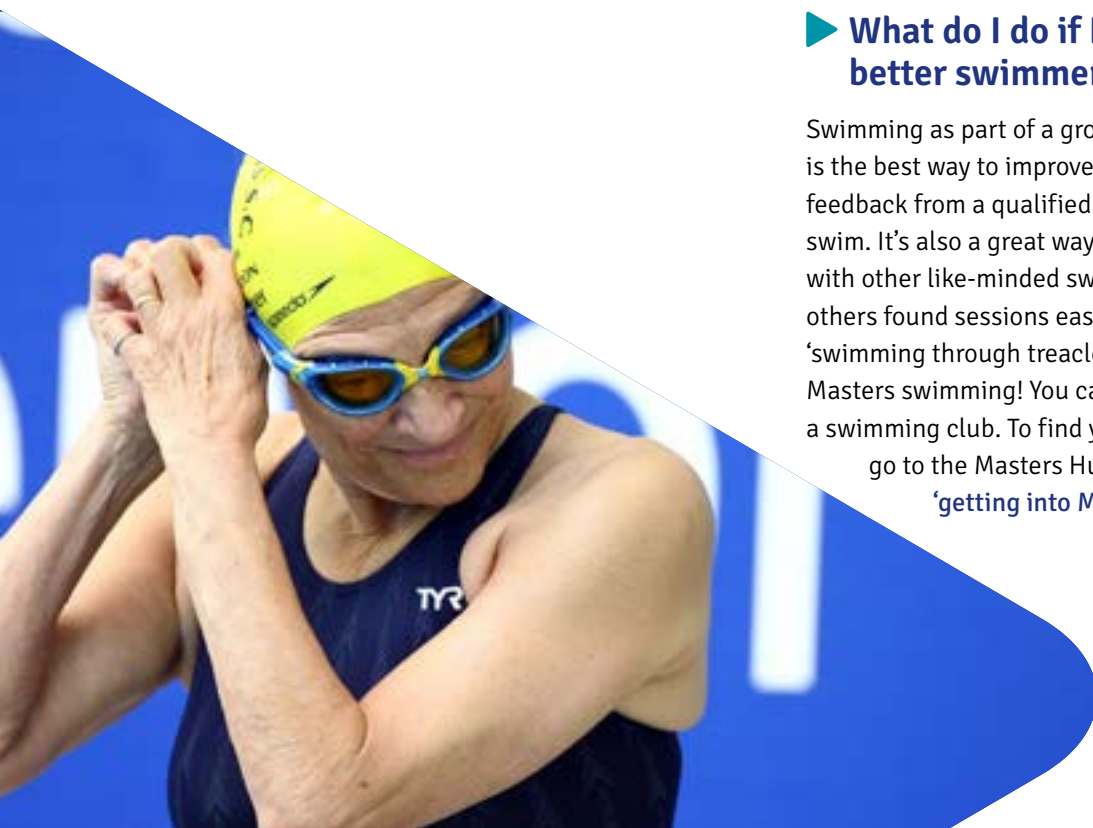 What do I do if
better swimmer
Swimming as part of a gro
is the best way to improve
feedback from a qualified
swim. It’s also a great way
with other like-minded sw
others found sessions eas
‘swimming through treacle
Masters swimming! You ca
a swimming club. To find y
go to the Masters Hu
‘getting into M
speedo
TYR